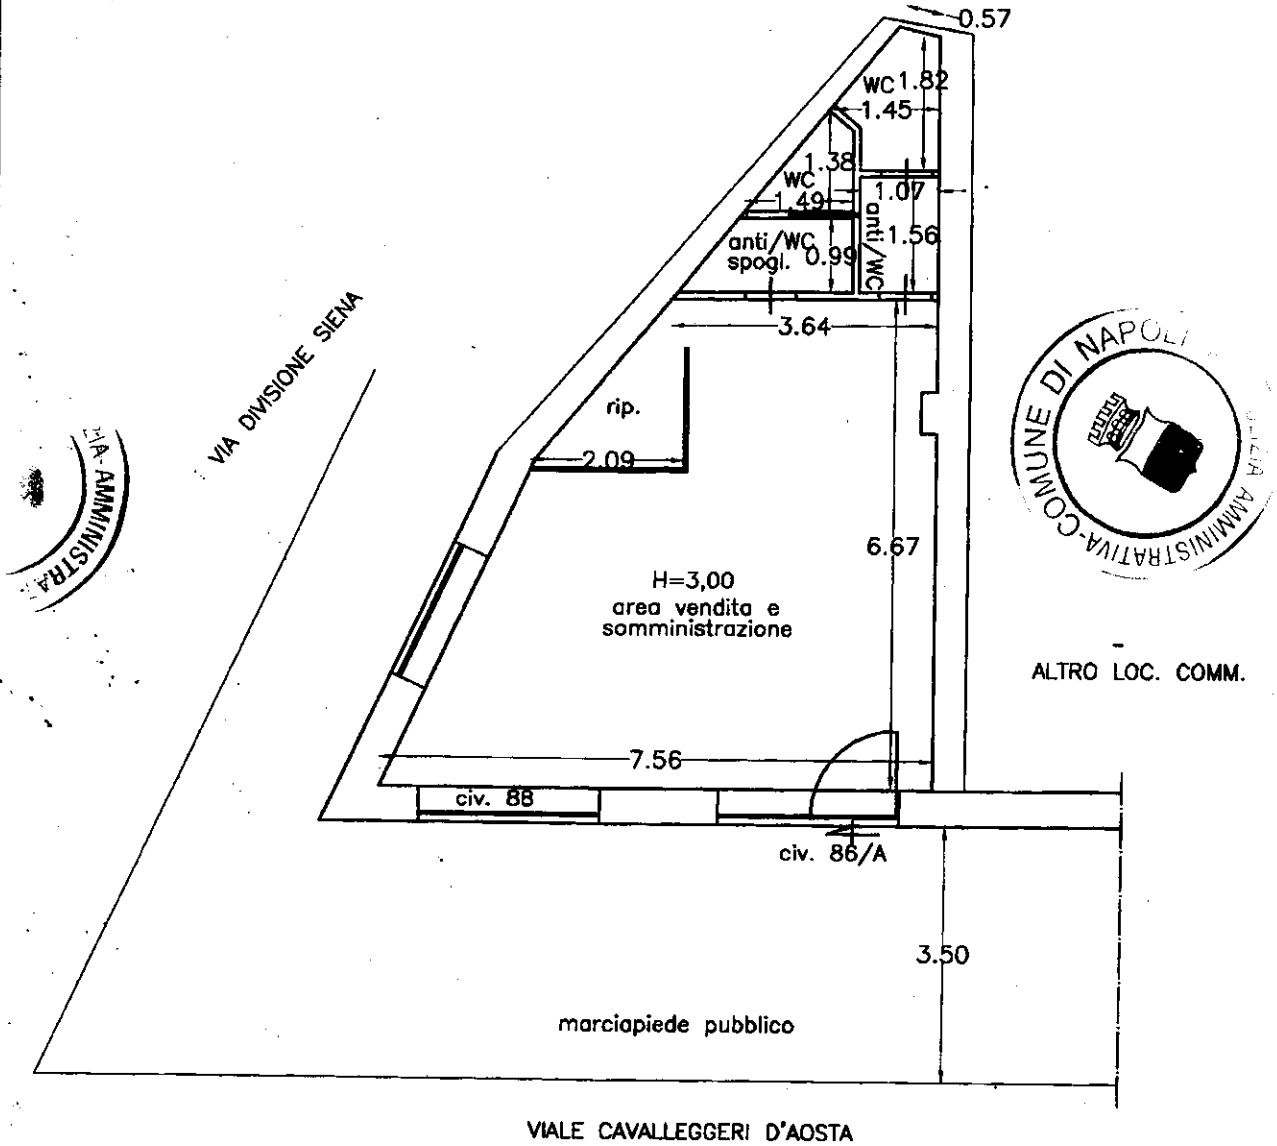 0.57
WC 1.82
1.45
1.38
WC
1.49
1.07
anti/WC
1.56
anti/WC
spogl.
0.99
3.64
VIA DIVISIONE SIENA
rip.
2.09
COMUNE DI NAPOLI
AMMINISTRATIVA
6.67
H=3,00
area vendita e
somministrazione
ALTRO LOC. COMM.
7.56
civ. 88
civ. 86/A
3.50
marciapiede pubblico
VIALE CAVALLEGGERI D'AOSTA